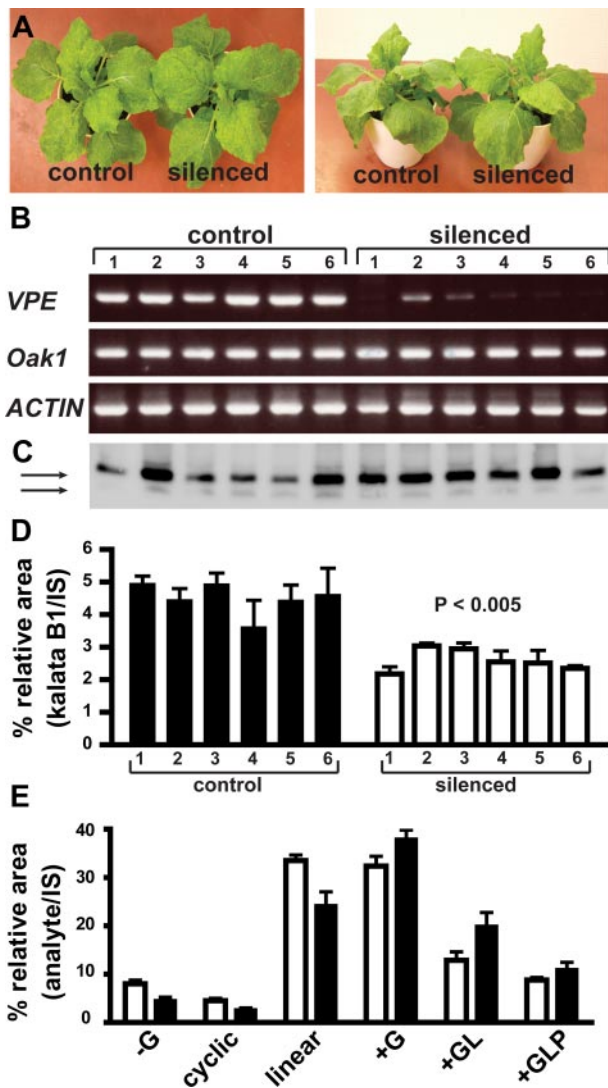 A
control silenced
control silenced
B
control silenced
1 2 3 4 5 6 1 2 3 4 5 6
VPE
Oak1
ACTIN
C
D
% relative area
(kalata B1/IS)
6
5
4
3
2
1
0
P < 0.005
1 2 3 4 5 6 1 2 3 4 5 6
control silenced
E
% relative area
(analyte/IS)
40
30
20
10
0
-G cyclic linear +G +GL +GLP